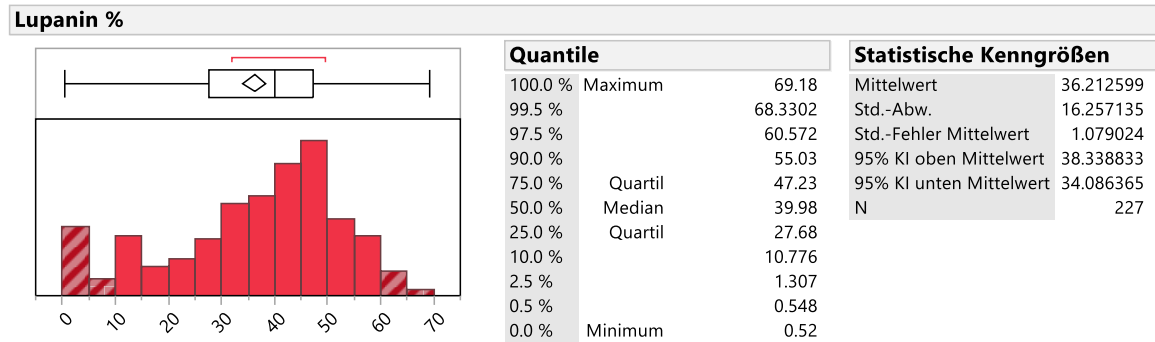 Lupanin %
0 10 20 30 40 50 60 70
Quantile
100.0 % Maximum 69.18
99.5 % 68.3302
97.5 % 60.572
90.0 % 55.03
75.0 % Quartil 47.23
50.0 % Median 39.98
25.0 % Quartil 27.68
10.0 % 10.776
2.5 % 1.307
0.5 % 0.548
0.0 % Minimum 0.52
Statistische Kenngrößen
Mittelwert 36.212599
Std.-Abw. 16.257135
Std.-Fehler Mittelwert 1.079024
95% KI oben Mittelwert 38.338833
95% KI unten Mittelwert 34.086365
N 227